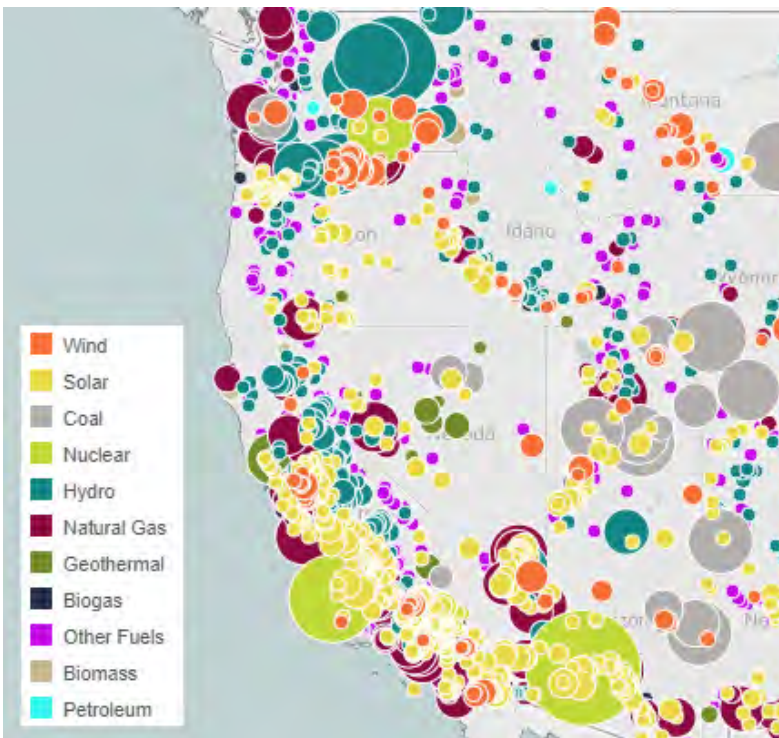 Montana
Idaho
Nevada
Wind
Solar
Coal
Nuclear
Hydro
Natural Gas
Geothermal
Biogas
Other Fuels
Biomass
Petroleum